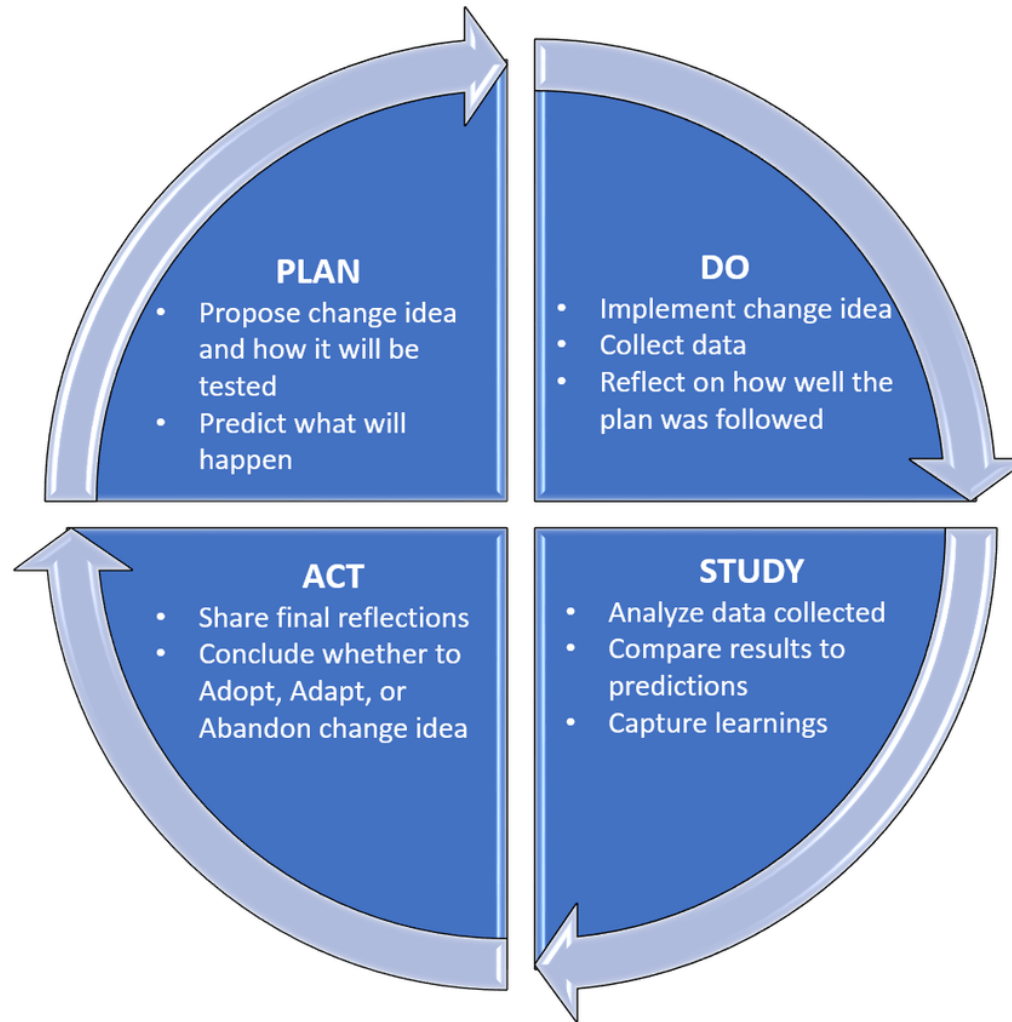 PLAN
• Propose change idea
and how it will be
tested
• Predict what will
happen
DO
• Implement change idea
• Collect data
• Reflect on how well the
plan was followed
STUDY
• Analyze data collected
• Compare results to
predictions
• Capture learnings
ACT
• Share final reflections
• Conclude whether to
Adopt, Adapt, or
Abandon change idea